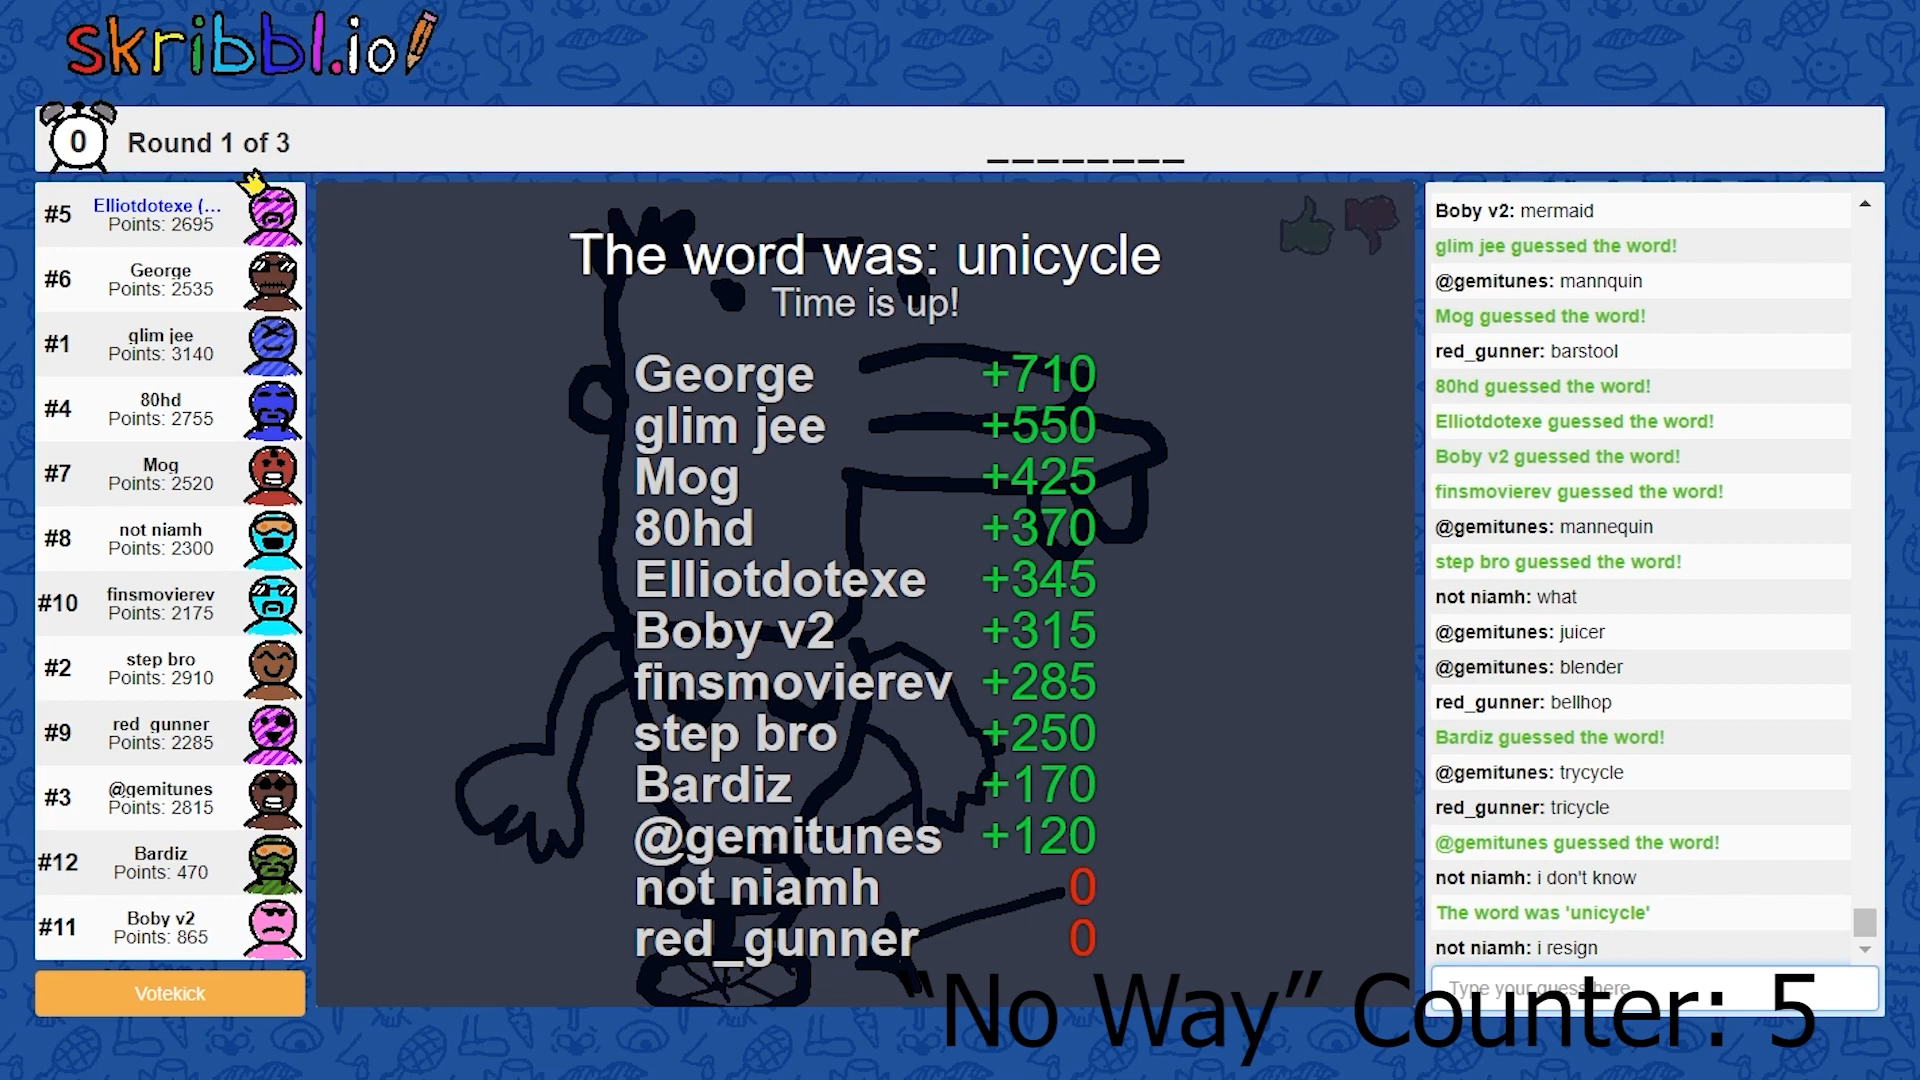 skribbl.io
0
Round 1 of 3
________
#5
Elliotdotexe (...
Points: 2695
#6
George
Points: 2535
#1
glim jee
Points: 3140
#4
80hd
Points: 2755
#7
Mog
Points: 2520
#8
not niamh
Points: 2300
#10
finsmovierev
Points: 2175
#2
step bro
Points: 2910
#9
red_gunner
Points: 2285
#3
@gemitunes
Points: 2815
#12
Bardiz
Points: 470
#11
Boby v2
Points: 865
Votekick
The word was: unicycle
Time is up!
George +710
glim jee +550
Mog +425
80hd +370
Elliotdotexe +345
Boby v2 +315
finsmovierev +285
step bro +250
Bardiz +170
@gemitunes +120
not niamh 0
red_gunner 0
Boby v2: mermaid
glim jee guessed the word!
@gemitunes: mannquin
Mog guessed the word!
red_gunner: barstool
80hd guessed the word!
Elliotdotexe guessed the word!
Boby v2 guessed the word!
finsmovierev guessed the word!
@gemitunes: mannequin
step bro guessed the word!
not niamh: what
@gemitunes: juicer
@gemitunes: blender
red_gunner: bellhop
Bardiz guessed the word!
@gemitunes: trycycle
red_gunner: tricycle
@gemitunes guessed the word!
not niamh: i don't know
The word was 'unicycle'
not niamh: i resign
Type your guess here...
“No Way” Counter: 5